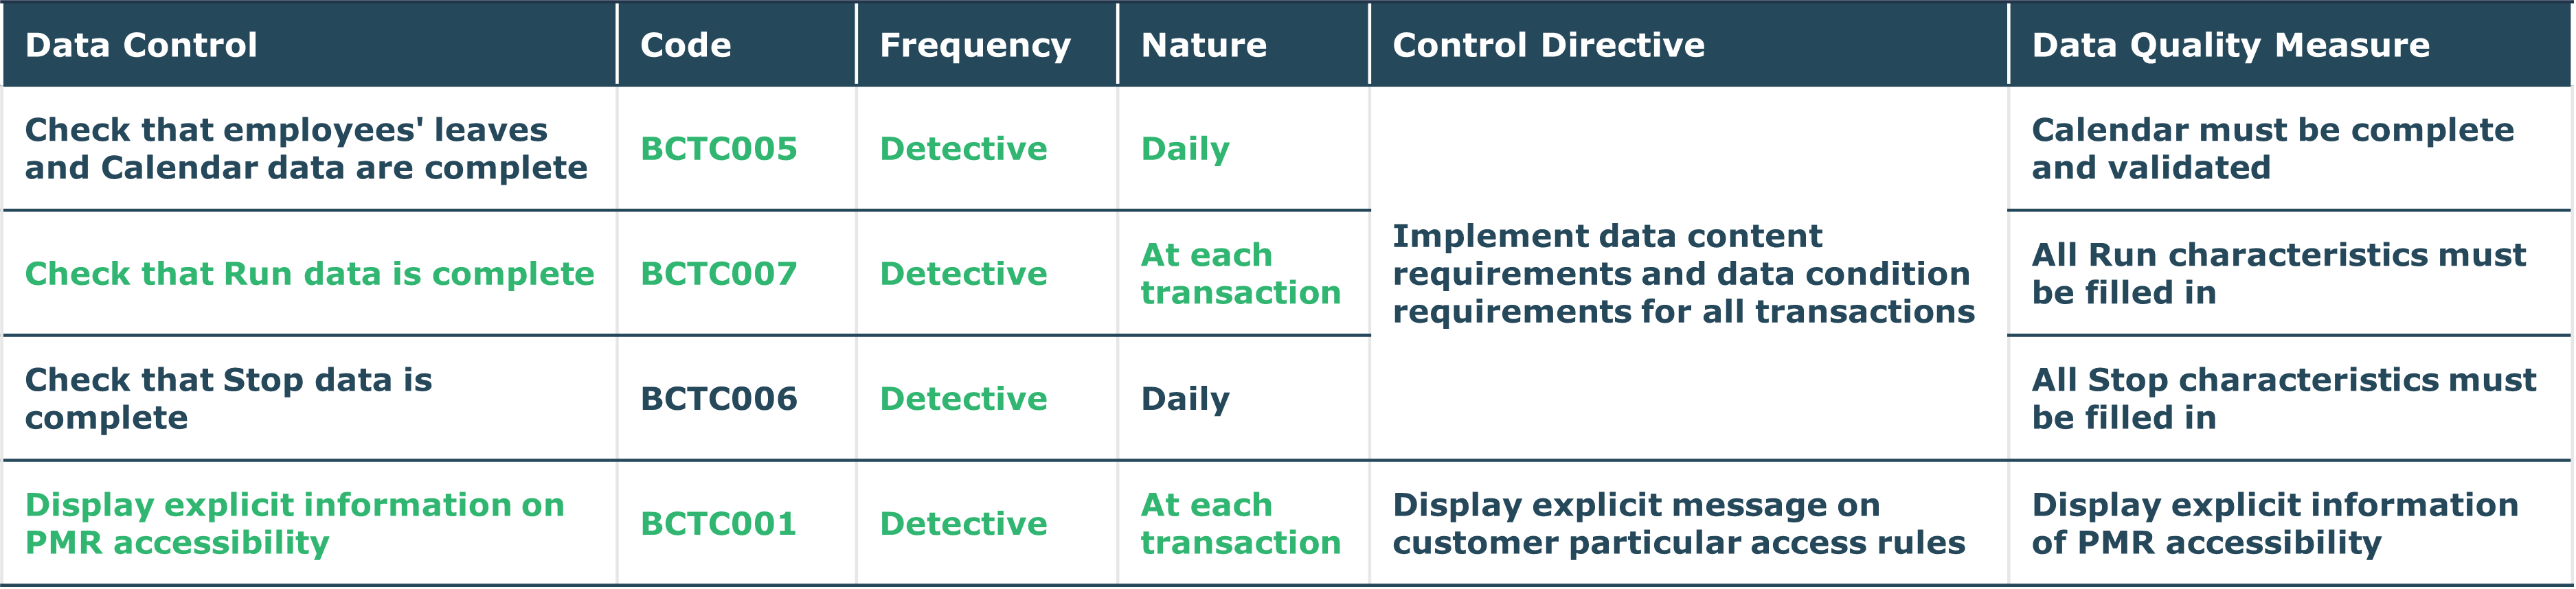 Data Control Code Frequency Nature Control Directive Data Quality Measure
Check that employees' leaves
and Calendar data are complete
BCTC005
Detective
Daily
Implement data content
requirements and data condition
requirements for all transactions
Calendar must be complete
and validated
Check that Run data is complete
BCTC007
Detective
At each
transaction
All Run characteristics must
be filled in
Check that Stop data is
complete
BCTC006
Detective
Daily
All Stop characteristics must
be filled in
Display explicit information on
PMR accessibility
BCTC001
Detective
At each
transaction
Display explicit message on
customer particular access rules
Display explicit information
of PMR accessibility